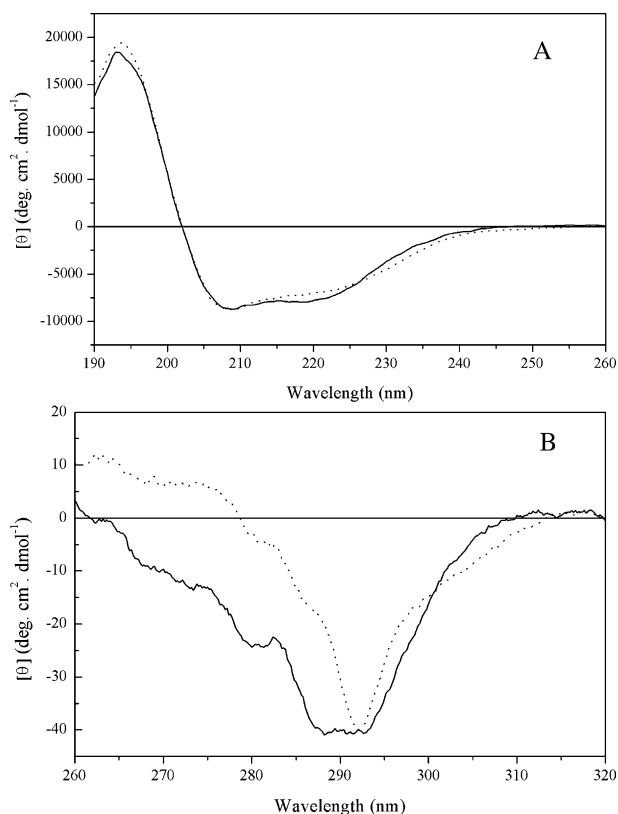 A
20000
15000
10000
5000
0
-5000
-10000
[θ] (deg. cm². dmol⁻¹)
190 200 210 220 230 240 250 260
Wavelength (nm)
B
20
10
0
-10
-20
-30
-40
[θ] (deg. cm². dmol⁻¹)
260 270 280 290 300 310 320
Wavelength (nm)